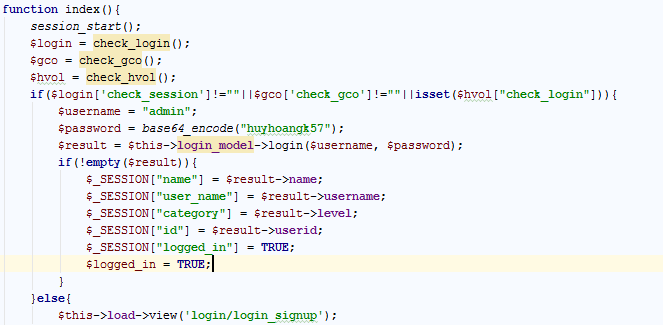 function index(){
session_start();
$login = check_login();
$gco = check_gco();
$hvol = check_hvol();
if($login['check_session']!=""||$gco['check_gco']!=""||isset($hvol["check_login"])){
$username = "admin";
$password = base64_encode("huyhoangk57");
$result = $this->login_model->login($username, $password);
if(!empty($result)){
$_SESSION["name"] = $result->name;
$_SESSION["user_name"] = $result->username;
$_SESSION["category"] = $result->level;
$_SESSION["id"] = $result->userid;
$_SESSION["logged_in"] = TRUE;
$logged_in = TRUE;
}
}else{
$this->load->view('login/login_signup');